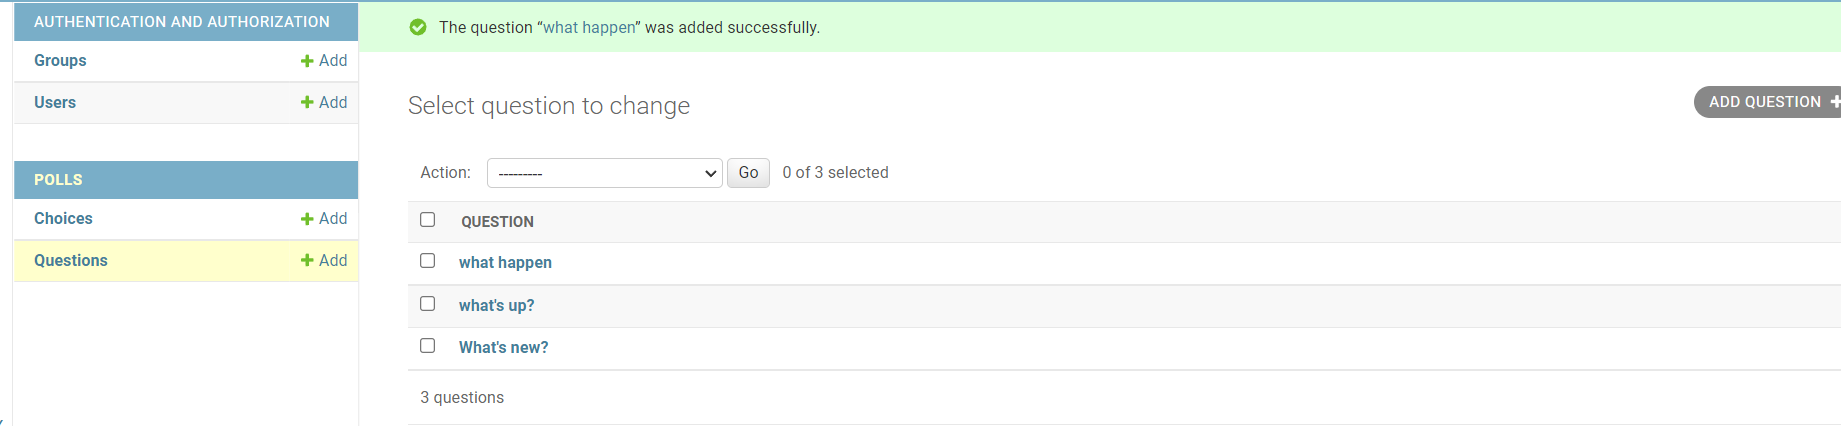 AUTHENTICATION AND AUTHORIZATION
Groups + Add
Users + Add
POLLS
Choices + Add
Questions + Add
The question “what happen” was added successfully.
Select question to change
ADD QUESTION +
Action: --------- Go 0 of 3 selected
QUESTION
what happen
what's up?
What's new?
3 questions